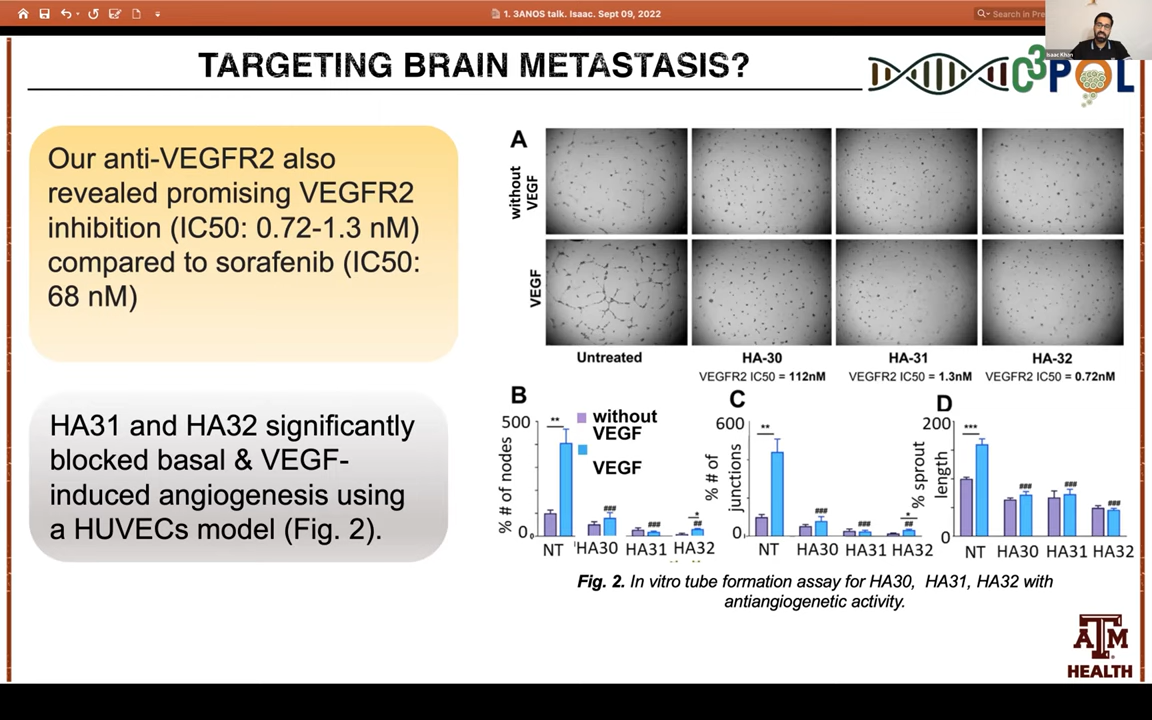 1. 3ANOS talk. Isaac. Sept 09, 2022
Search in Pre
Isaac Khan
TARGETING BRAIN METASTASIS?
C3POL
Our anti-VEGFR2 also
revealed promising VEGFR2
inhibition (IC50: 0.72-1.3 nM)
compared to sorafenib (IC50:
68 nM)
HA31 and HA32 significantly
blocked basal & VEGF-
induced angiogenesis using
a HUVECs model (Fig. 2).
A
without
VEGF
VEGF
Untreated
HA-30
HA-31
HA-32
VEGFR2 IC50 = 112nM
VEGFR2 IC50 = 1.3nM
VEGFR2 IC50 = 0.72nM
B
500
0
% # of nodes
**
without
VEGF
VEGF
###
###
*
##
NT
HA30
HA31
HA32
C
600
0
% # of
junctions
**
###
###
*
##
NT
HA30
HA31
HA32
D
200
0
% sprout
length
***
###
###
###
NT
HA30
HA31
HA32
Fig. 2. In vitro tube formation assay for HA30, HA31, HA32 with
antiangiogenetic activity.
ATM
HEALTH